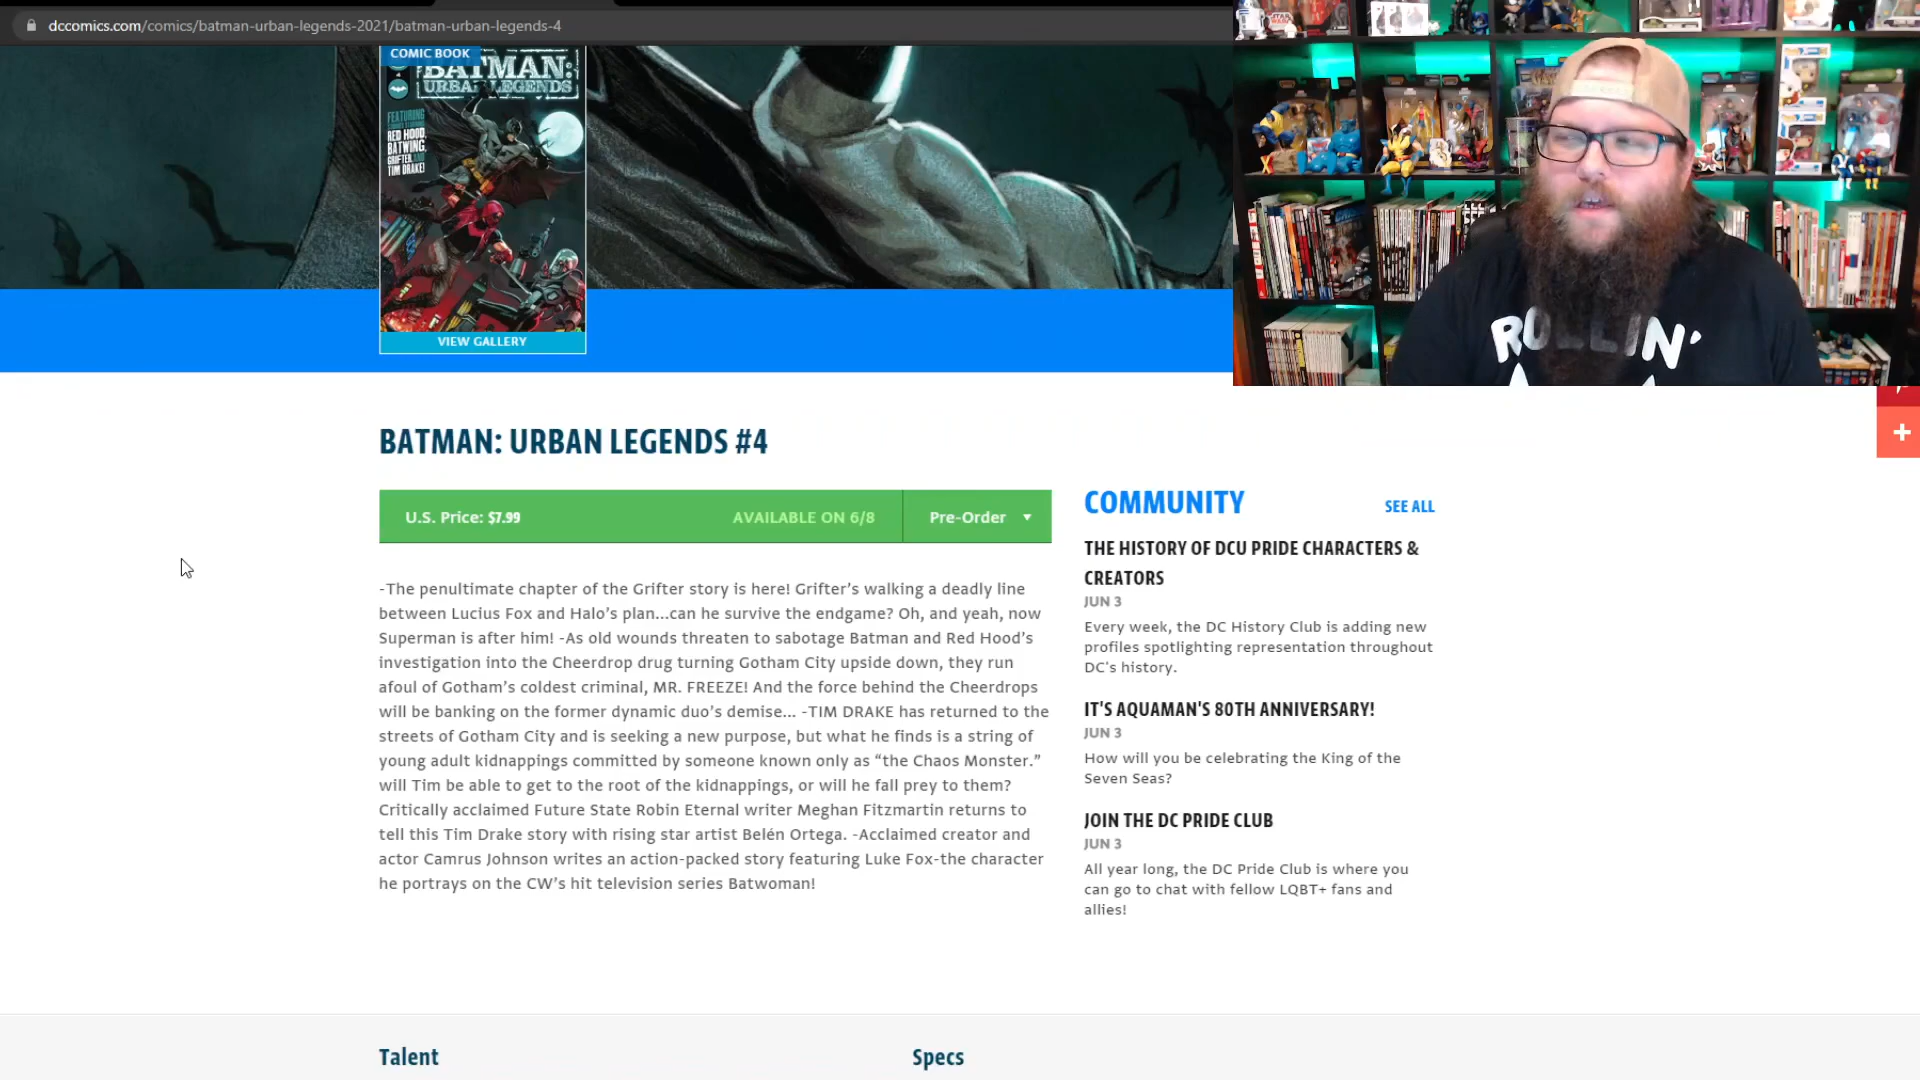 dccomics.com/comics/batman-urban-legends-2021/batman-urban-legends-4
COMIC BOOK
BATMAN:
URBAN LEGENDS
4
FEATURING
RED HOOD,
BATWING,
GRIFTER, AND
TIM DRAKE!
VIEW GALLERY
STAR WARS
ROLLIN'
BATMAN: URBAN LEGENDS #4
U.S. Price: $7.99
AVAILABLE ON 6/8
Pre-Order
-The penultimate chapter of the Grifter story is here! Grifter’s walking a deadly line
between Lucius Fox and Halo’s plan...can he survive the endgame? Oh, and yeah, now
Superman is after him! -As old wounds threaten to sabotage Batman and Red Hood’s
investigation into the Cheerdrop drug turning Gotham City upside down, they run
afoul of Gotham’s coldest criminal, MR. FREEZE! And the force behind the Cheerdrops
will be banking on the former dynamic duo’s demise... -TIM DRAKE has returned to the
streets of Gotham City and is seeking a new purpose, but what he finds is a string of
young adult kidnappings committed by someone known only as “the Chaos Monster.”
will Tim be able to get to the root of the kidnappings, or will he fall prey to them?
Critically acclaimed Future State Robin Eternal writer Meghan Fitzmartin returns to
tell this Tim Drake story with rising star artist Belén Ortega. -Acclaimed creator and
actor Camrus Johnson writes an action-packed story featuring Luke Fox-the character
he portrays on the CW’s hit television series Batwoman!
COMMUNITY
SEE ALL
THE HISTORY OF DCU PRIDE CHARACTERS &
CREATORS
JUN 3
Every week, the DC History Club is adding new
profiles spotlighting representation throughout
DC's history.
IT'S AQUAMAN'S 80TH ANNIVERSARY!
JUN 3
How will you be celebrating the King of the
Seven Seas?
JOIN THE DC PRIDE CLUB
JUN 3
All year long, the DC Pride Club is where you
can go to chat with fellow LQBT+ fans and
allies!
Talent
Specs